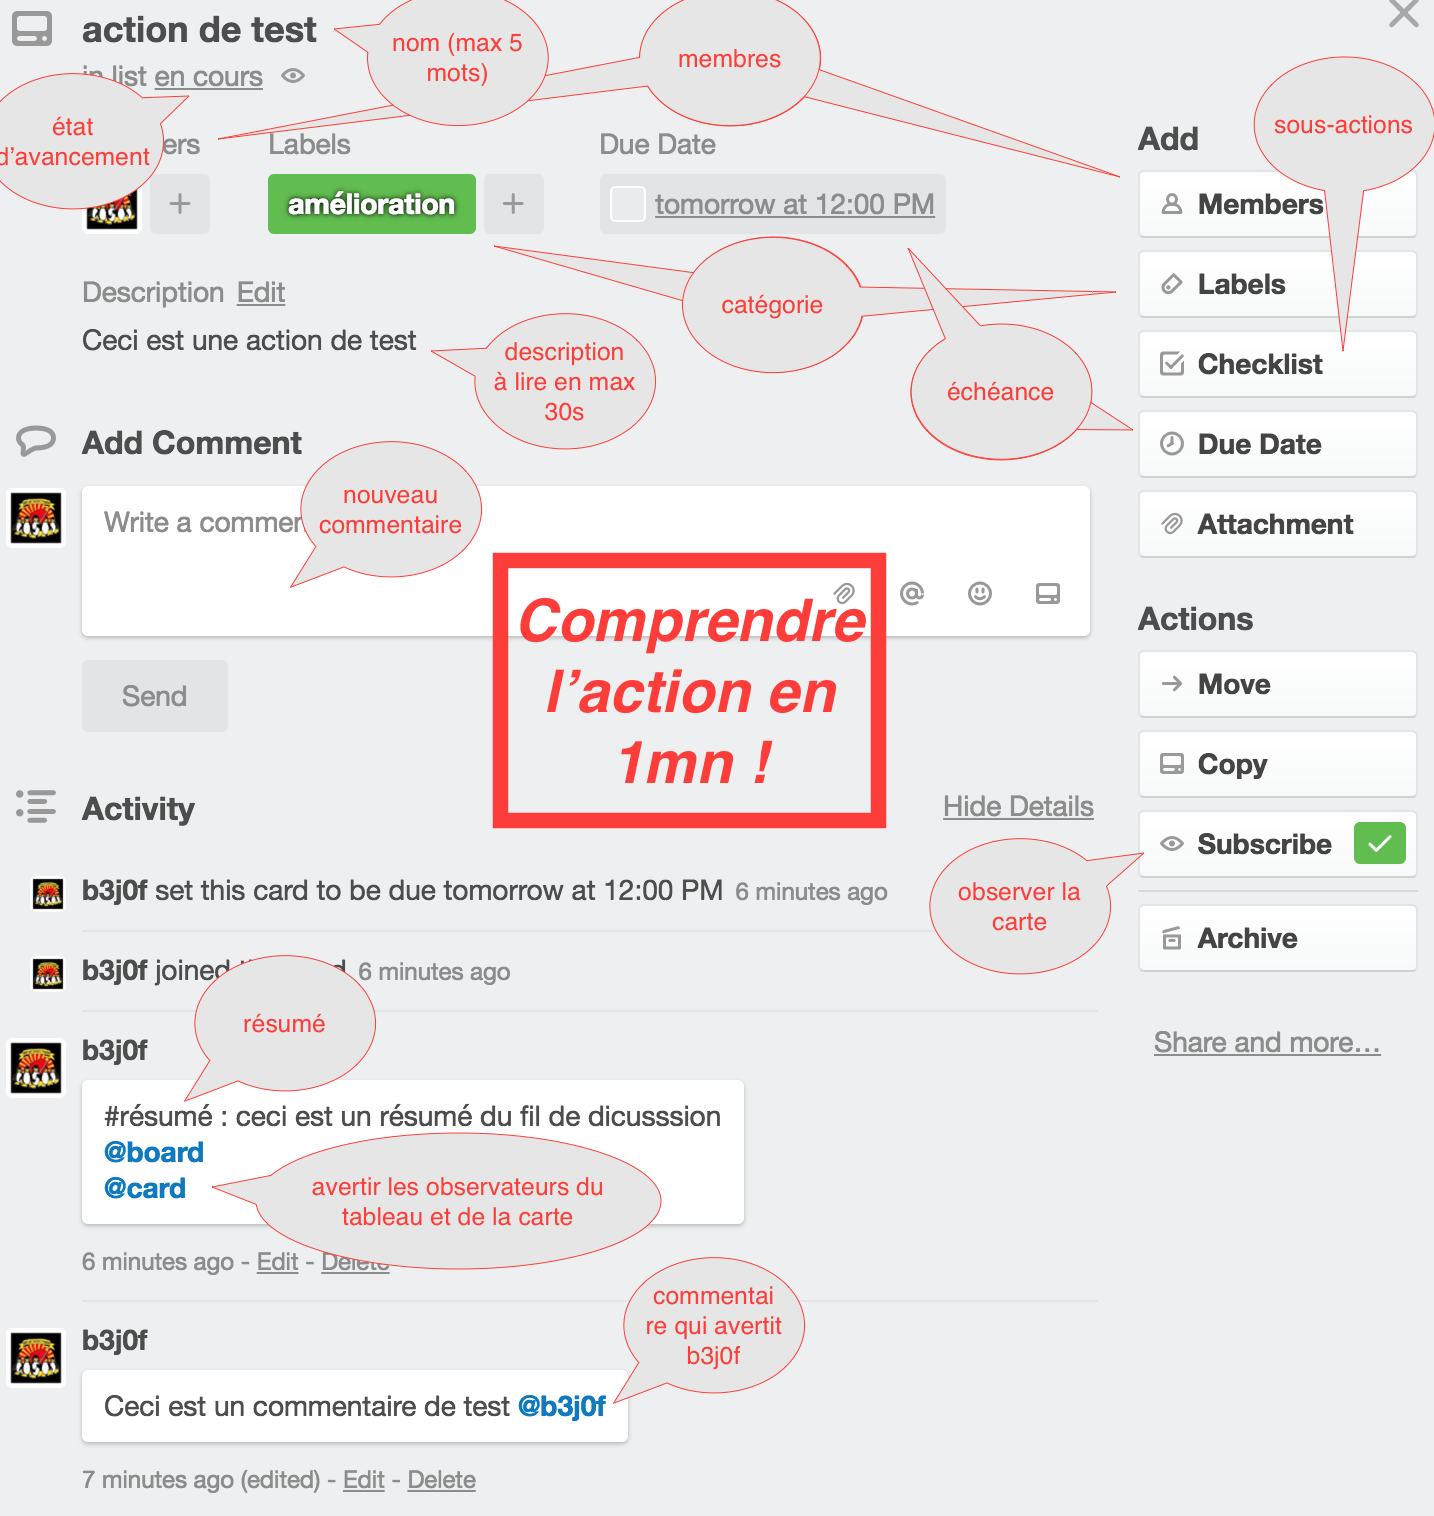 action de test
nom (max 5
mots)
membres
in list en cours
état
d'avancement
sous-actions
ers
Labels
Due Date
Add
amélioration
tomorrow at 12:00 PM
Members
Description Edit
catégorie
Labels
Ceci est une action de test
description
à lire en max
30s
échéance
Checklist
Add Comment
Due Date
nouveau
commentaire
Write a commen
Attachment
Comprendre
l'action en
1mn !
Actions
Send
Move
Copy
Activity
Hide Details
Subscribe
b3j0f set this card to be due tomorrow at 12:00 PM 6 minutes ago
observer la
carte
Archive
b3j0f joined 6 minutes ago
résumé
Share and more…
b3j0f
#résumé : ceci est un résumé du fil de dicusssion
@board
@card
avertir les observateurs du
tableau et de la carte
6 minutes ago - Edit - Delete
commentai
re qui avertit
b3j0f
b3j0f
Ceci est un commentaire de test @b3j0f
7 minutes ago (edited) - Edit - Delete